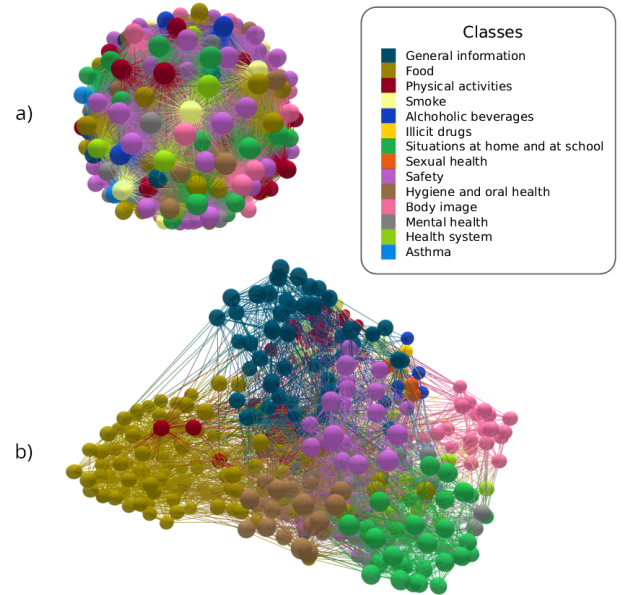 a)
Classes
General information
Food
Physical activities
Smoke
Alchoholic beverages
Illicit drugs
Situations at home and at school
Sexual health
Safety
Hygiene and oral health
Body image
Mental health
Health system
Asthma
b)